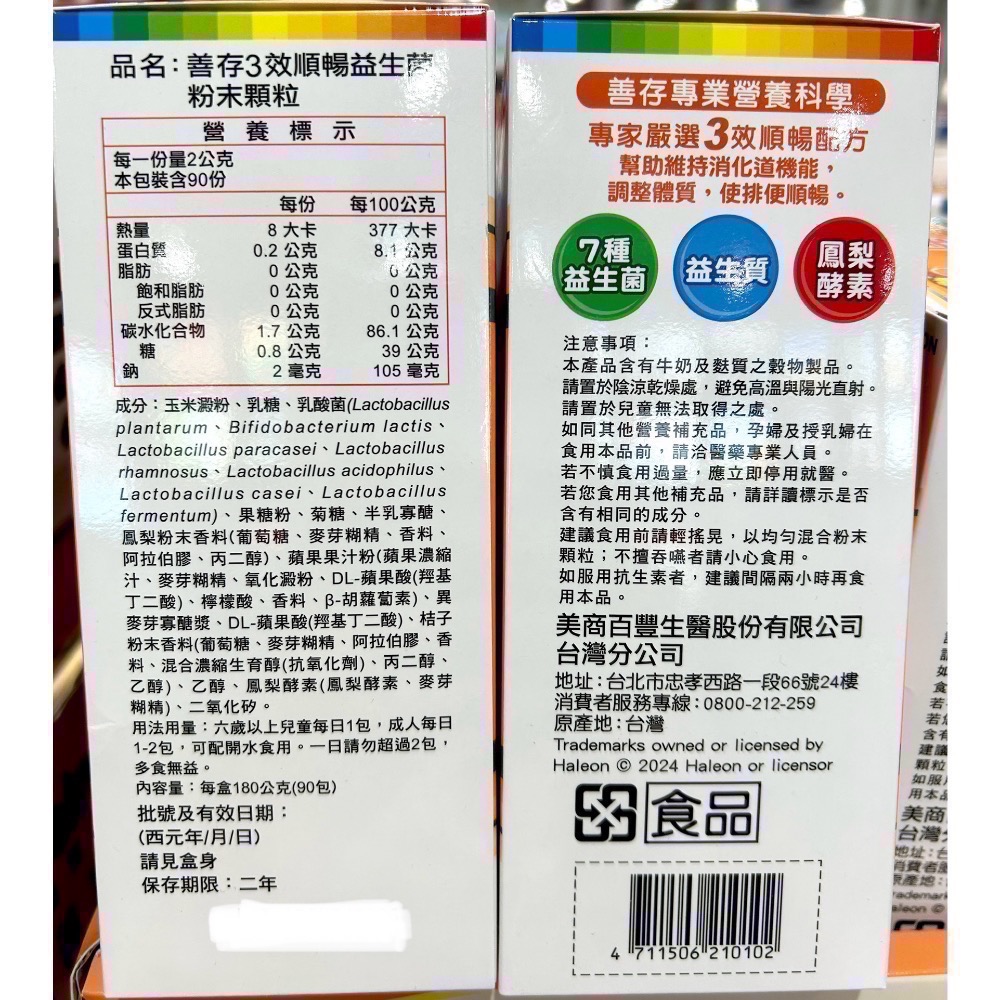 品名：善存3效順暢益生菌
粉末顆粒
營養標示
每一份量2公克
本包裝含90份
每份 每100公克
熱量 8 大卡 377 大卡
蛋白質 0.2 公克 8.1 公克
脂肪 0 公克 0 公克
飽和脂肪 0 公克 0 公克
反式脂肪 0 公克 0 公克
碳水化合物 1.7 公克 86.1 公克
糖 0.8 公克 39 公克
鈉 2 毫克 105 毫克
成分：玉米澱粉、乳糖、乳酸菌(Lactobacillus
plantarum、Bifidobacterium lactis、
Lactobacillus paracasei、Lactobacillus
rhamnosus、Lactobacillus acidophilus、
Lactobacillus casei、Lactobacillus
fermentum)、果糖粉、菊糖、半乳寡醣、
鳳梨粉末香料(葡萄糖、麥芽糊精、香料、
阿拉伯膠、丙二醇)、蘋果果汁粉(蘋果濃縮
汁、麥芽糊精、氧化澱粉、DL-蘋果酸(羥基
丁二酸)、檸檬酸、香料、β-胡蘿蔔素)、異
麥芽寡醣漿、DL-蘋果酸(羥基丁二酸)、桔子
粉末香料(葡萄糖、麥芽糊精、阿拉伯膠、香
料、混合濃縮生育醇(抗氧化劑)、丙二醇、
乙醇)、乙醇、鳳梨酵素(鳳梨酵素、麥芽
糊精)、二氧化矽。
用法用量：六歲以上兒童每日1包，成人每日
1-2包，可配開水食用。一日請勿超過2包，
多食無益。
內容量：每盒180公克(90包)
批號及有效日期：
(西元年/月/日)
請見盒身
保存期限：二年
善存專業營養科學
專家嚴選3效順暢配方
幫助維持消化道機能，
調整體質，使排便順暢。
7種
益生菌
益生質
鳳梨
酵素
注意事項：
本產品含有牛奶及麩質之穀物製品。
請置於陰涼乾燥處，避免高溫與陽光直射。
請置於兒童無法取得之處。
如同其他營養補充品，孕婦及授乳婦在
食用本品前，請洽醫藥專業人員。
若不慎食用過量，應立即停用就醫。
若您食用其他補充品，請詳讀標示是否
含有相同的成分。
建議食用前請輕搖晃，以均勻混合粉末
顆粒；不擅吞嚥者請小心食用。
如服用抗生素者，建議間隔兩小時再食
用本品。
美商百豐生醫股份有限公司
台灣分公司
地址：台北市忠孝西路一段66號24樓
消費者服務專線：0800-212-259
原產地：台灣
Trademarks owned or licensed by
Haleon © 2024 Haleon or licensor
食品
4 711506 210102